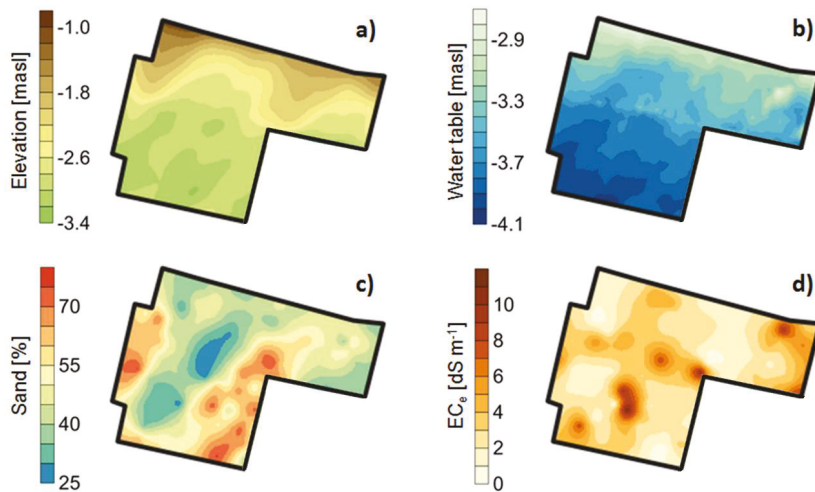 a)
Elevation [masl]
-1.0
-1.8
-2.6
-3.4
b)
Water table [masl]
-2.9
-3.3
-3.7
-4.1
c)
Sand [%]
70
55
40
25
d)
ECe [dS m-1]
10
8
6
4
2
0